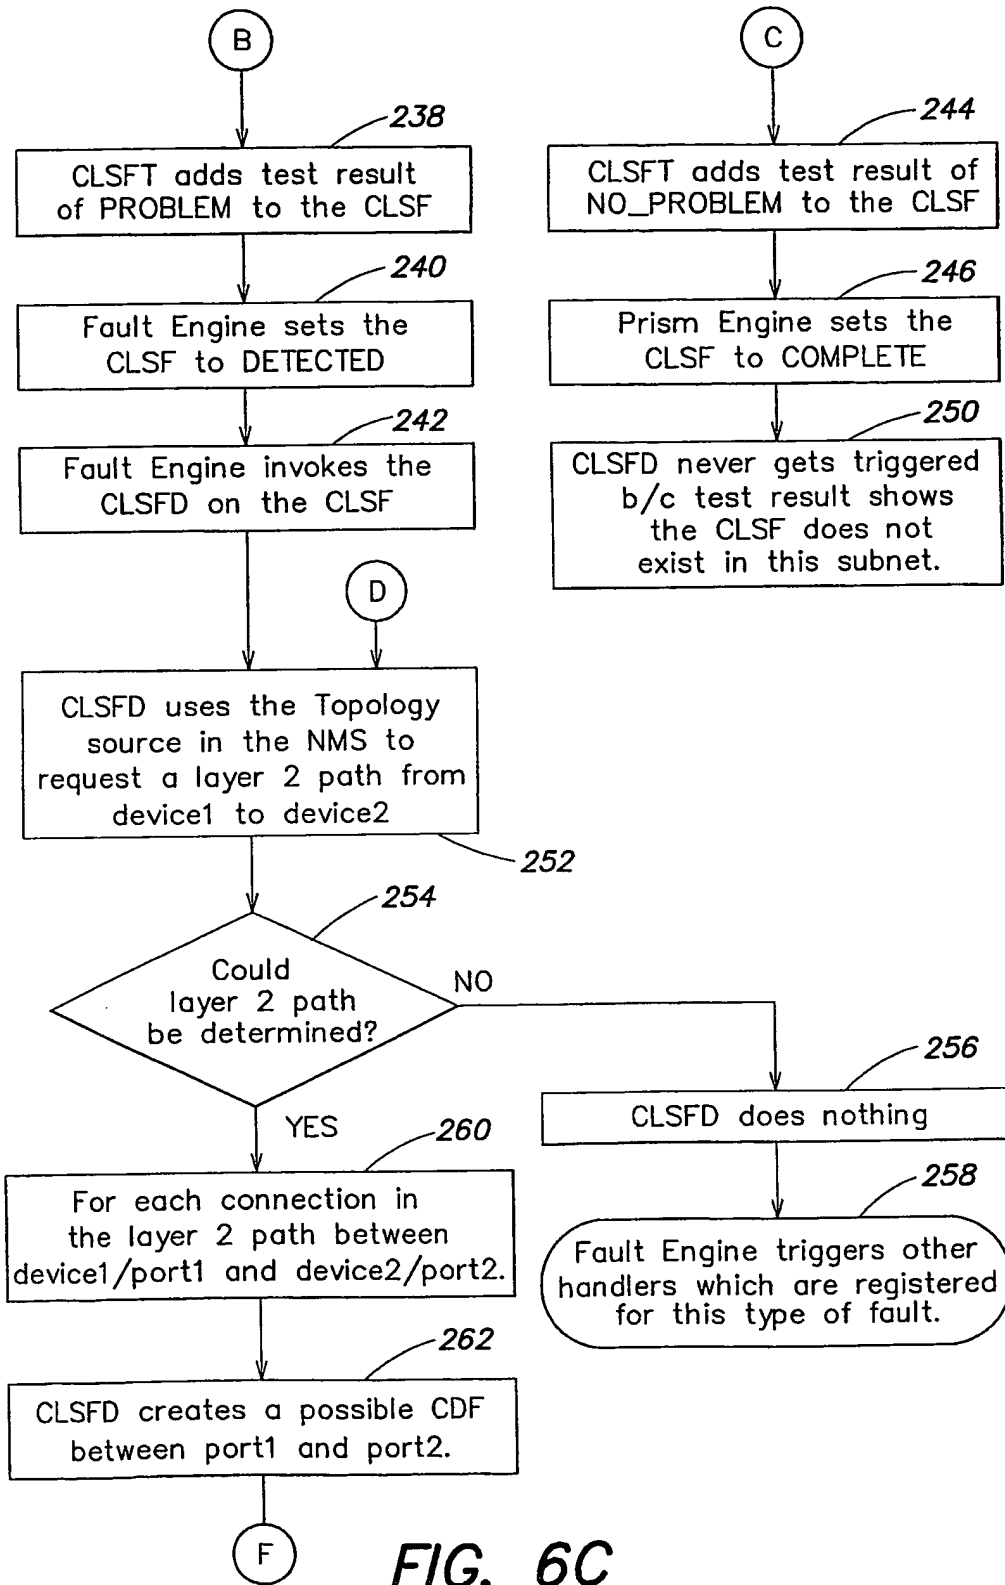 B
238
CLSFT adds test result
of PROBLEM to the CLSF
240
Fault Engine sets the
CLSF to DETECTED
242
Fault Engine invokes the
CLSFD on the CLSF
C
244
CLSFT adds test result of
NO_PROBLEM to the CLSF
246
Prism Engine sets the
CLSF to COMPLETE
250
CLSFD never gets triggered
b/c test result shows
the CLSF does not
exist in this subnet.
D
CLSFD uses the Topology
source in the NMS to
request a layer 2 path from
device1 to device2
252
254
Could
layer 2 path
be determined?
NO
YES
256
CLSFD does nothing
258
Fault Engine triggers other
handlers which are registered
for this type of fault.
260
For each connection in
the layer 2 path between
device1/port1 and device2/port2.
262
CLSFD creates a possible CDF
between port1 and port2.
F
FIG. 6C